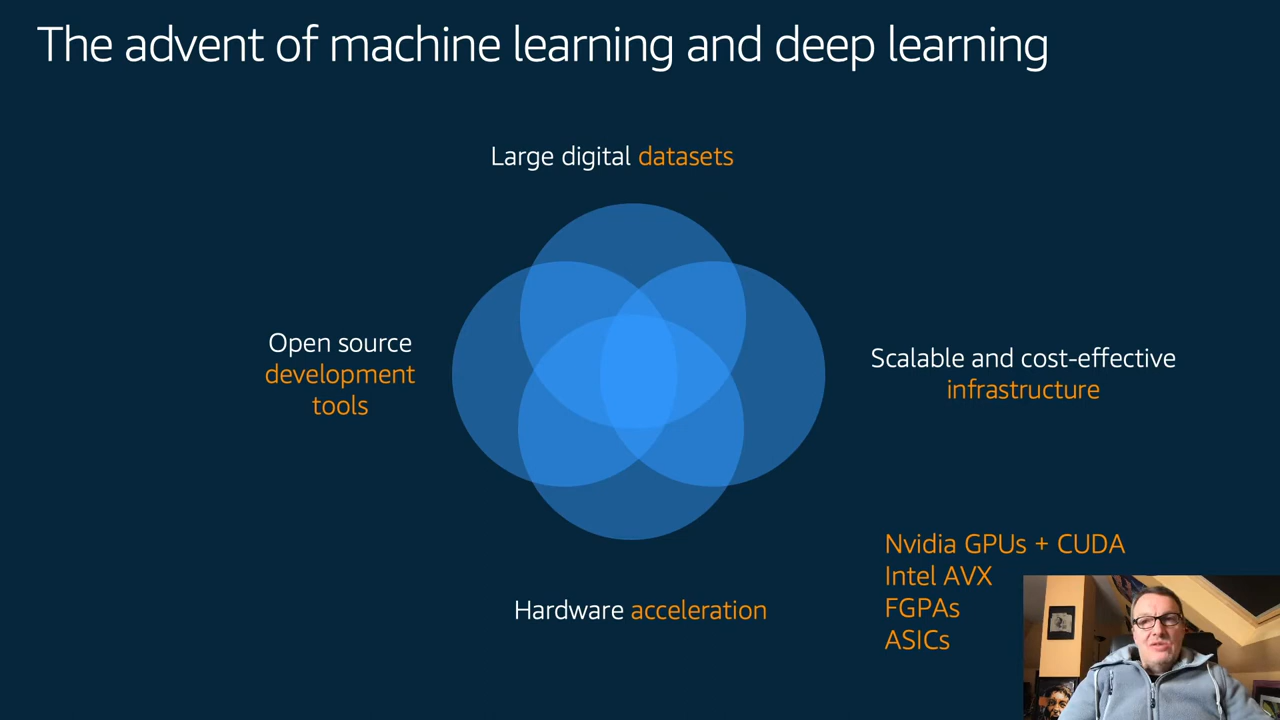 The advent of machine learning and deep learning
Large digital datasets
Open source
development
tools
Scalable and cost-effective
infrastructure
Hardware acceleration
Nvidia GPUs + CUDA
Intel AVX
FGPAs
ASICs